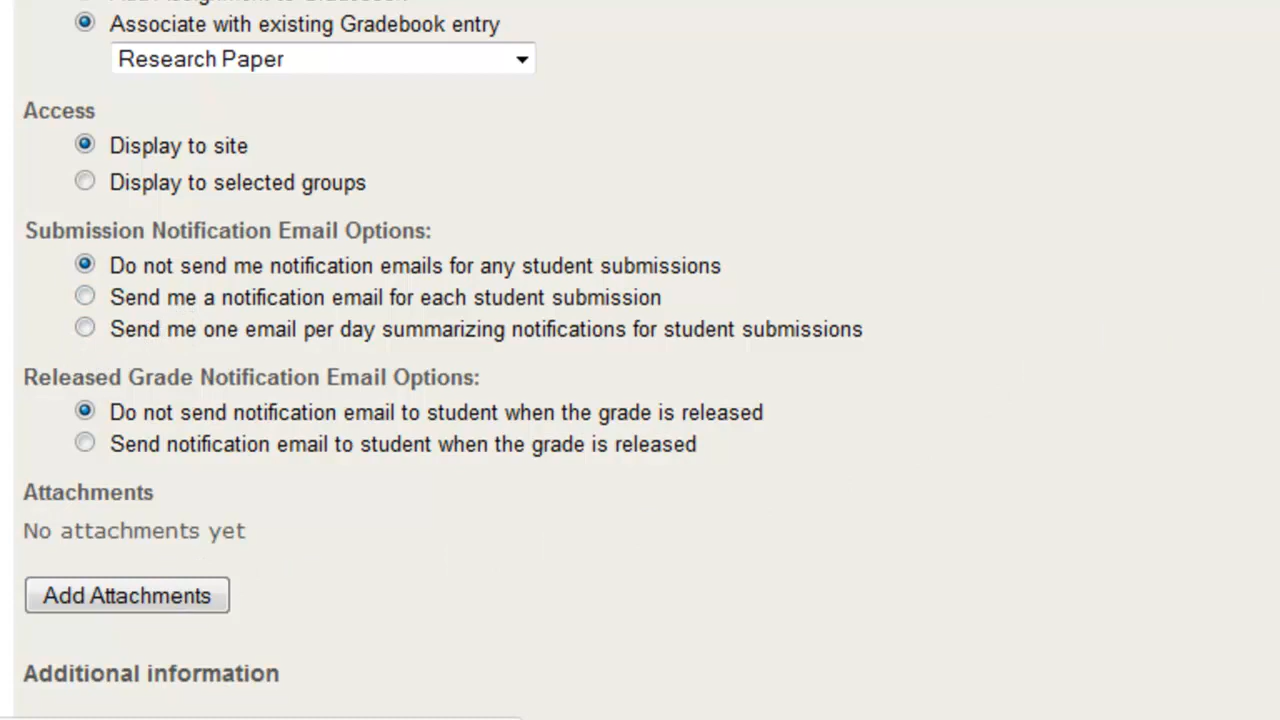 Associate with existing Gradebook entry
Research Paper
Access
Display to site
Display to selected groups
Submission Notification Email Options:
Do not send me notification emails for any student submissions
Send me a notification email for each student submission
Send me one email per day summarizing notifications for student submissions
Released Grade Notification Email Options:
Do not send notification email to student when the grade is released
Send notification email to student when the grade is released
Attachments
No attachments yet
Add Attachments
Additional information